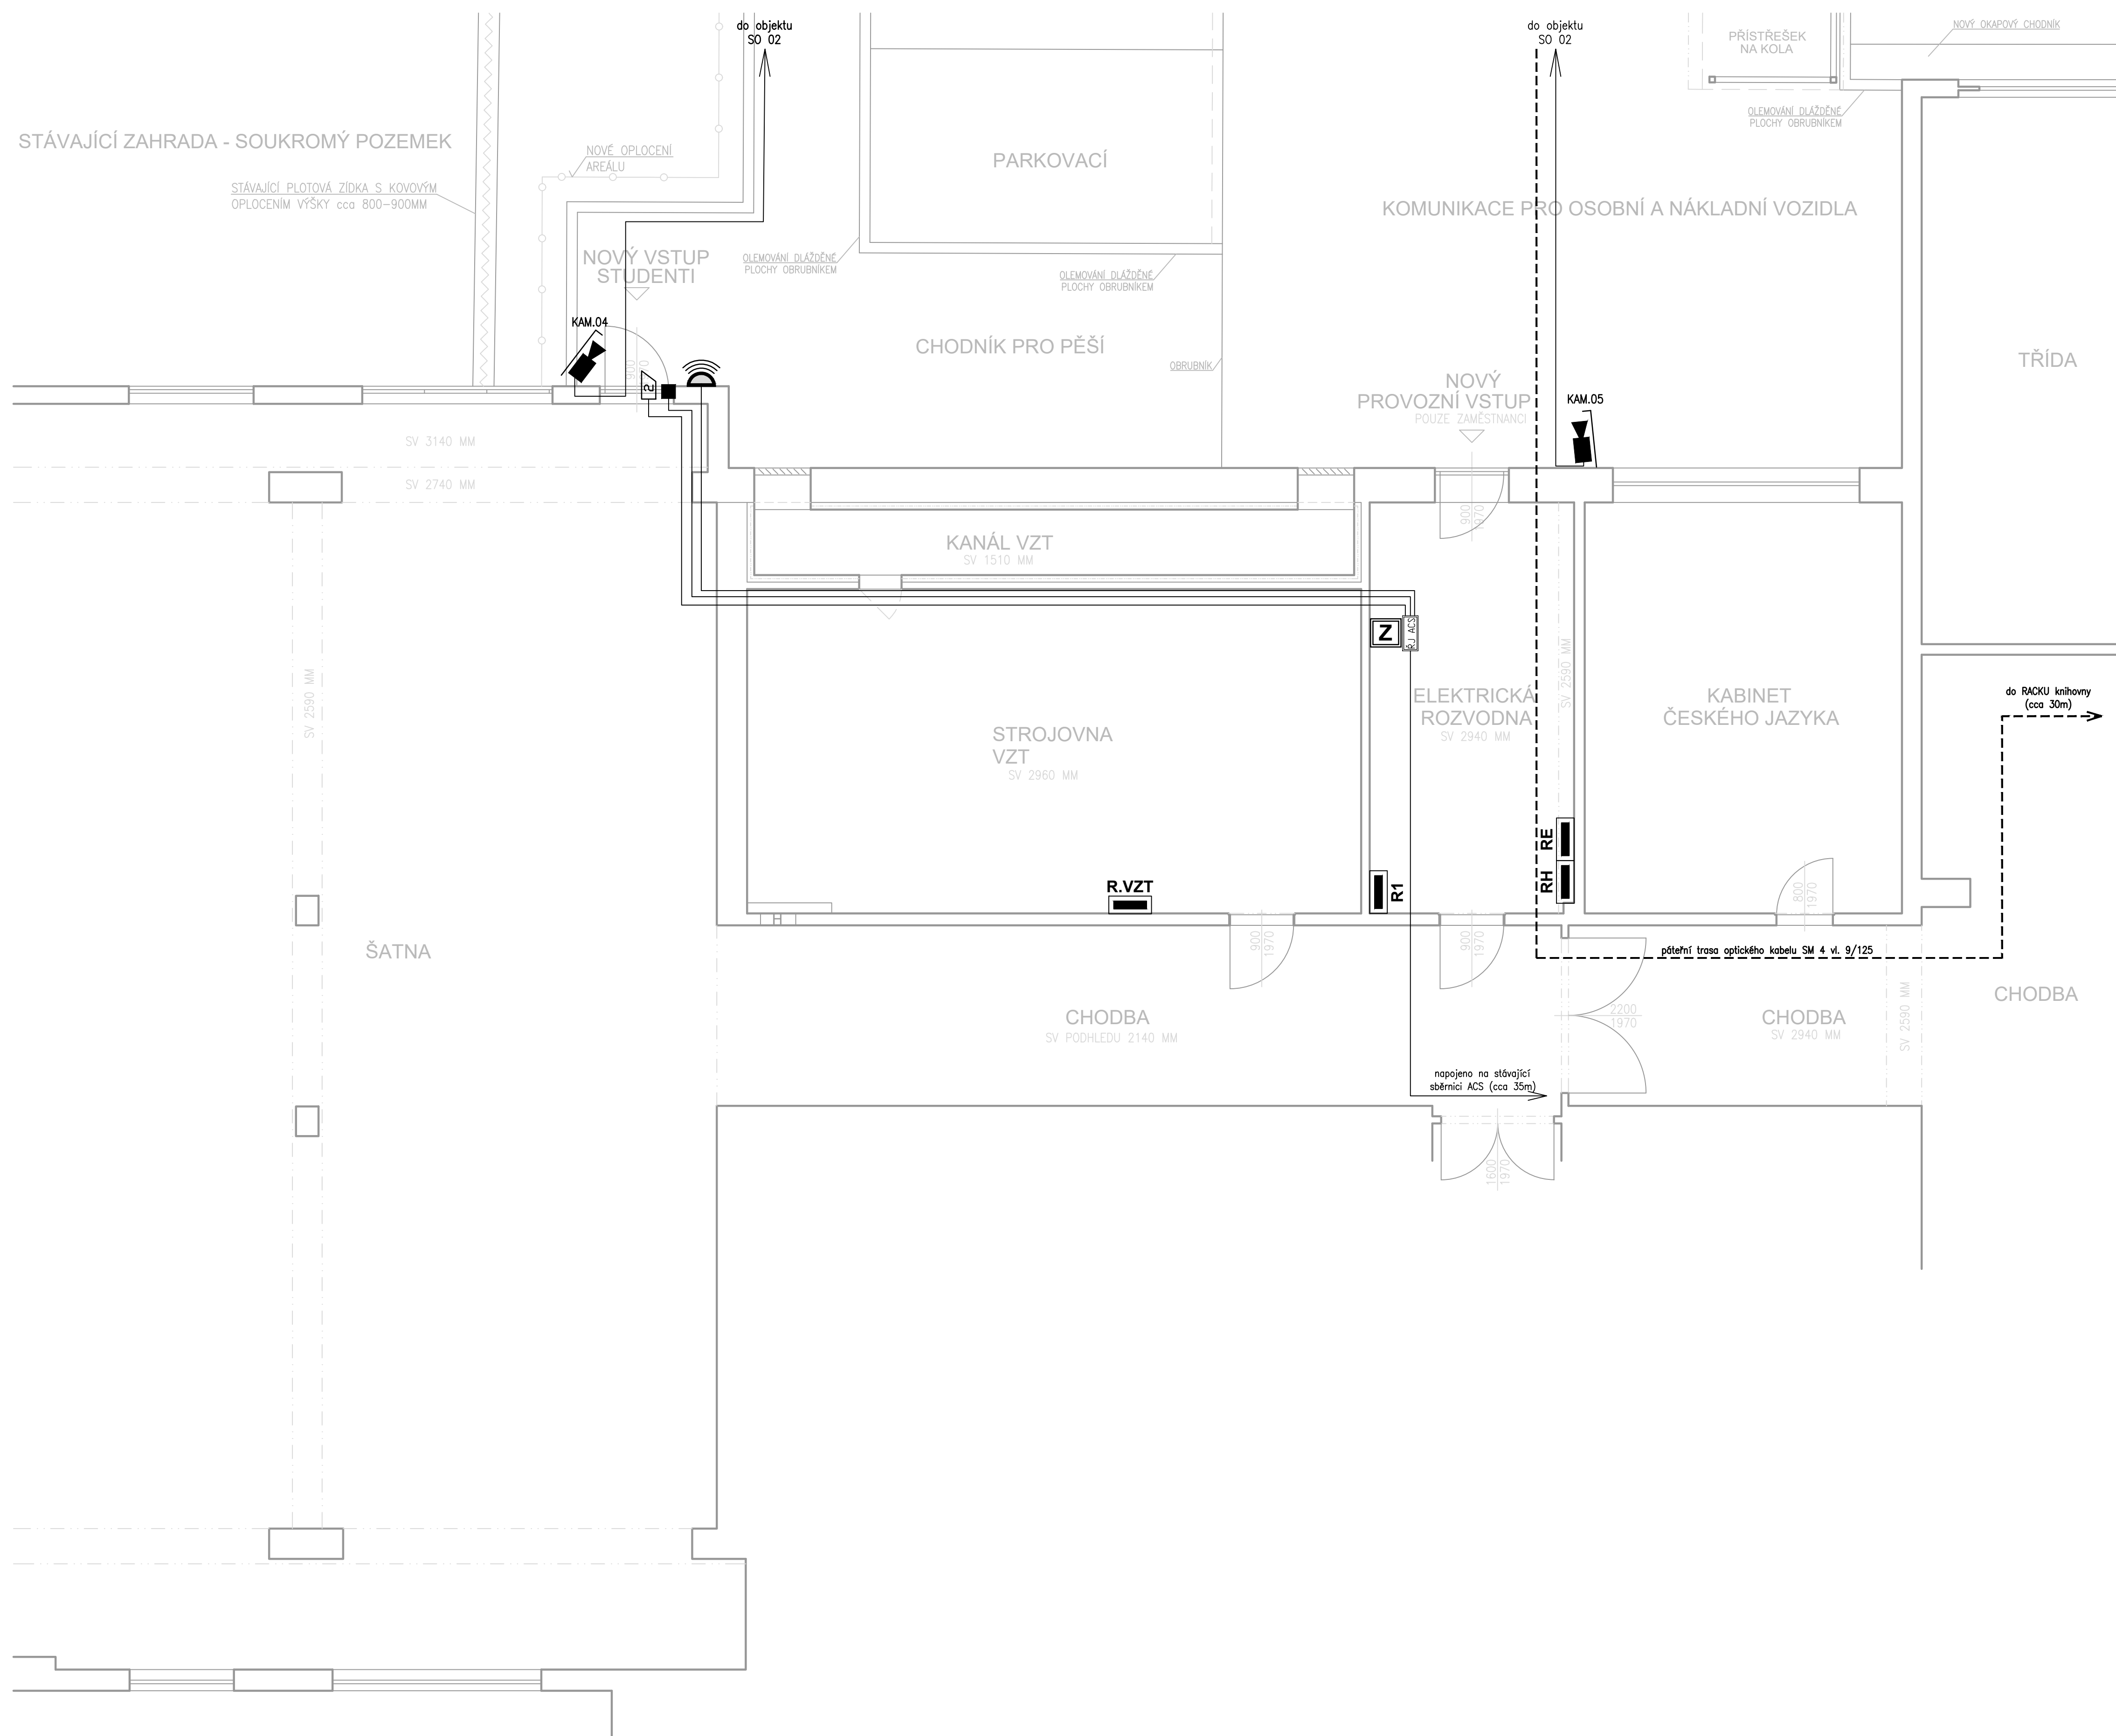 do objektu
SO 02
do objektu
SO 02
PŘÍSTŘEŠEK
NA KOLA
NOVÝ OKAPOVÝ CHODNÍK
OLEMOVÁNÍ DLÁŽDĚNÉ
PLOCHY OBRUBNÍKEM
STÁVAJÍCÍ ZAHRADA - SOUKROMÝ POZEMEK
NOVÉ OPLOCENÍ
AREÁLU
PARKOVACÍ
STÁVAJÍCÍ PLOTOVÁ ZÍDKA S KOVOVÝM
OPLOCENÍM VÝŠKY cca 800-900MM
KOMUNIKACE PRO OSOBNÍ A NÁKLADNÍ VOZIDLA
NOVÝ VSTUP
STUDENTI
OLEMOVÁNÍ DLÁŽDĚNÉ
PLOCHY OBRUBNÍKEM
OLEMOVÁNÍ DLÁŽDĚNÉ
PLOCHY OBRUBNÍKEM
KAM.04
900
1970
2
CHODNÍK PRO PĚŠÍ
OBRUBNÍK
TŘÍDA
NOVÝ
PROVOZNÍ VSTUP
POUZE ZAMĚSTNANCI
KAM.05
SV 3140 MM
SV 2740 MM
900
1970
KANÁL VZT
SV 1510 MM
Z
ŘJ ACS
SV 2590 MM
SV 2590 MM
ELEKTRICKÁ
ROZVODNA
SV 2940 MM
KABINET
ČESKÉHO JAZYKA
do RACKU knihovny
(cca 30m)
STROJOVNA
VZT
SV 2960 MM
RE
RH
R1
R.VZT
800
1970
ŠATNA
900
1970
900
1970
páteřní trasa optického kabelu SM 4 vl. 9/125
CHODBA
CHODBA
SV PODHLEDU 2140 MM
2200
1970
CHODBA
SV 2940 MM
SV 2590 MM
napojeno na stávající
sběrnici ACS (cca 35m)
1600
1970